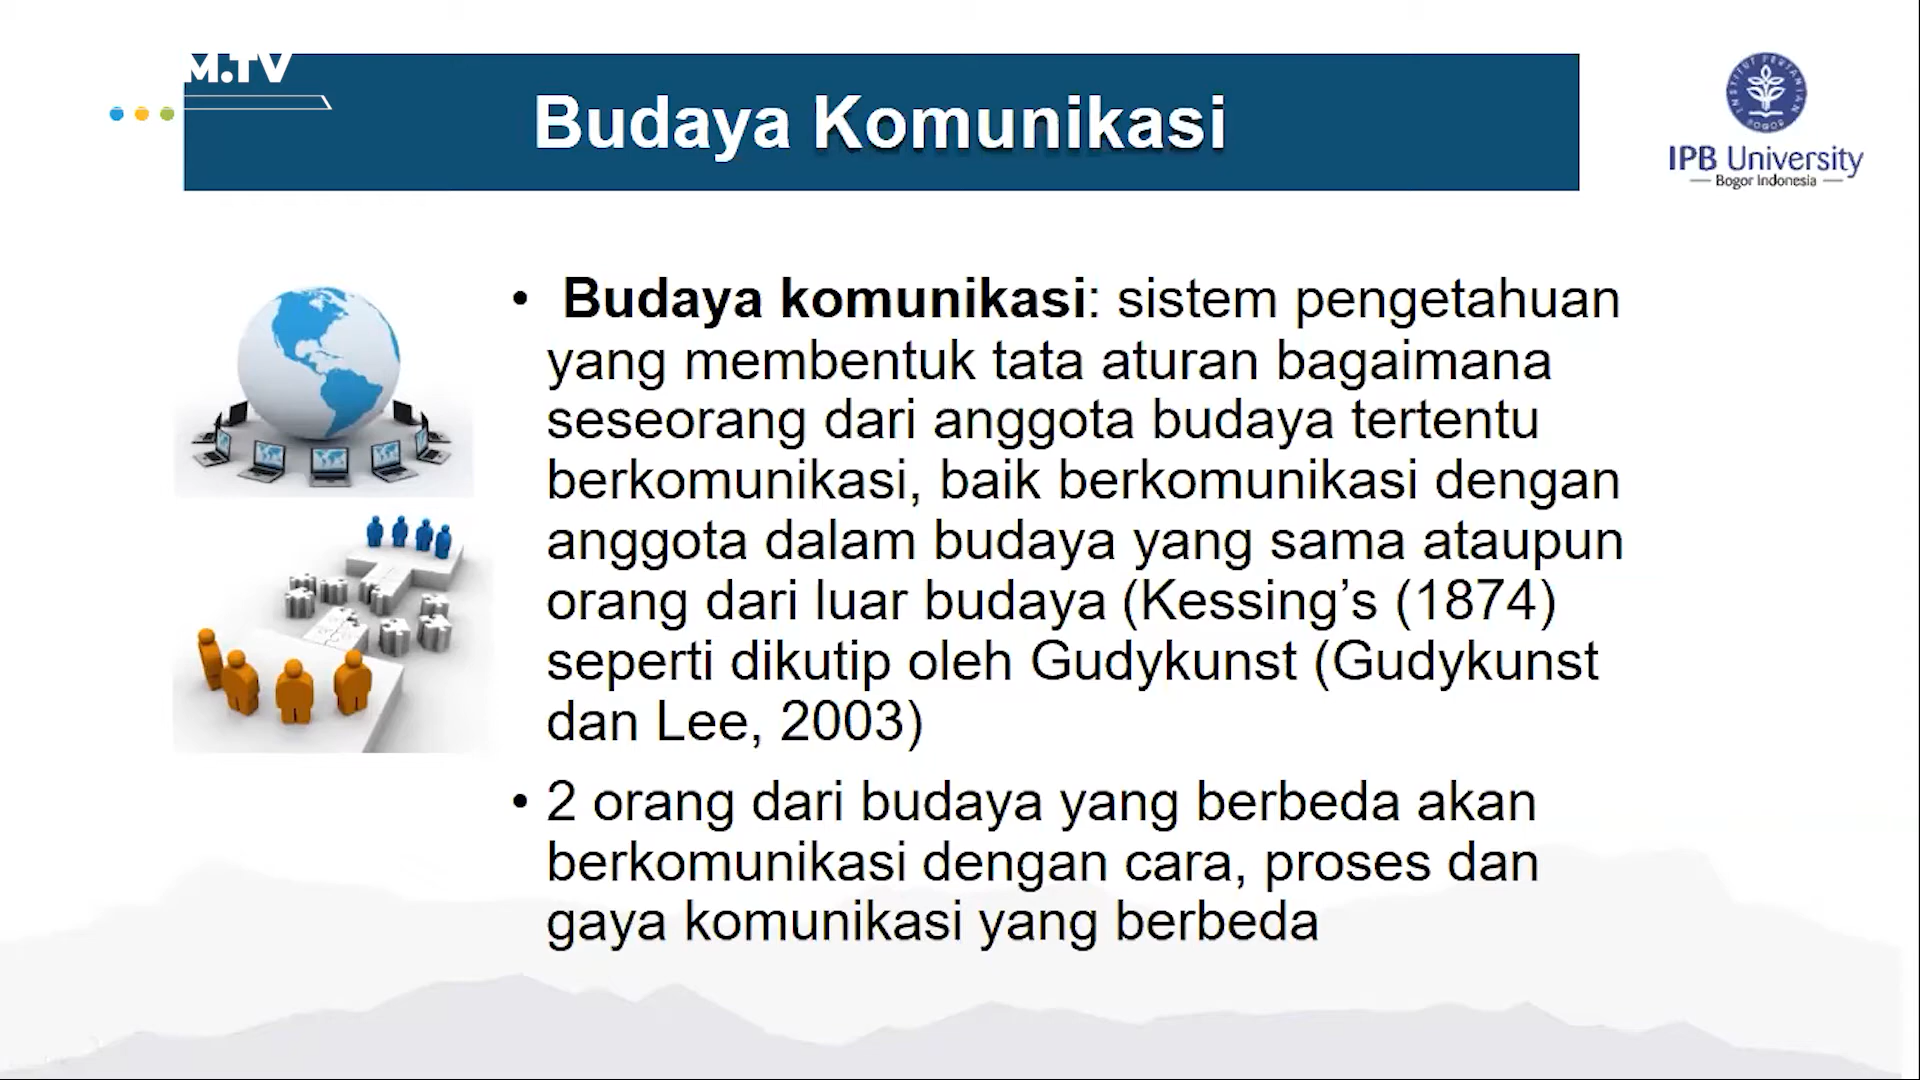 M.TV
Budaya Komunikasi
INSTITUT PERTANIAN BOGOR
IPB University
Bogor Indonesia
• Budaya komunikasi: sistem pengetahuan
yang membentuk tata aturan bagaimana
seseorang dari anggota budaya tertentu
berkomunikasi, baik berkomunikasi dengan
anggota dalam budaya yang sama ataupun
orang dari luar budaya (Kessing’s (1874)
seperti dikutip oleh Gudykunst (Gudykunst
dan Lee, 2003)
• 2 orang dari budaya yang berbeda akan
berkomunikasi dengan cara, proses dan
gaya komunikasi yang berbeda